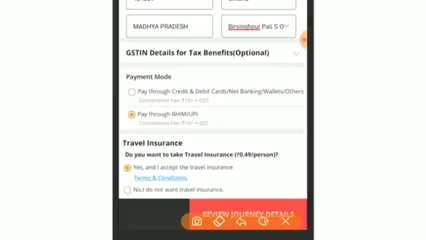 MADHYA PRADESH
Birsinghpur Pali S.O
GSTIN Details for Tax Benefits(Optional)
Payment Mode
Pay through Credit & Debit Cards/Net Banking/Wallets/Others
Pay through BHIM/UPI
Travel Insurance
Do you want to take Travel Insurance (₹0.49/person)?
Yes, and I accept the travel insurance
Terms & Conditions.
No,I do not want travel insurance.
REVIEW JOURNEY DETAILS